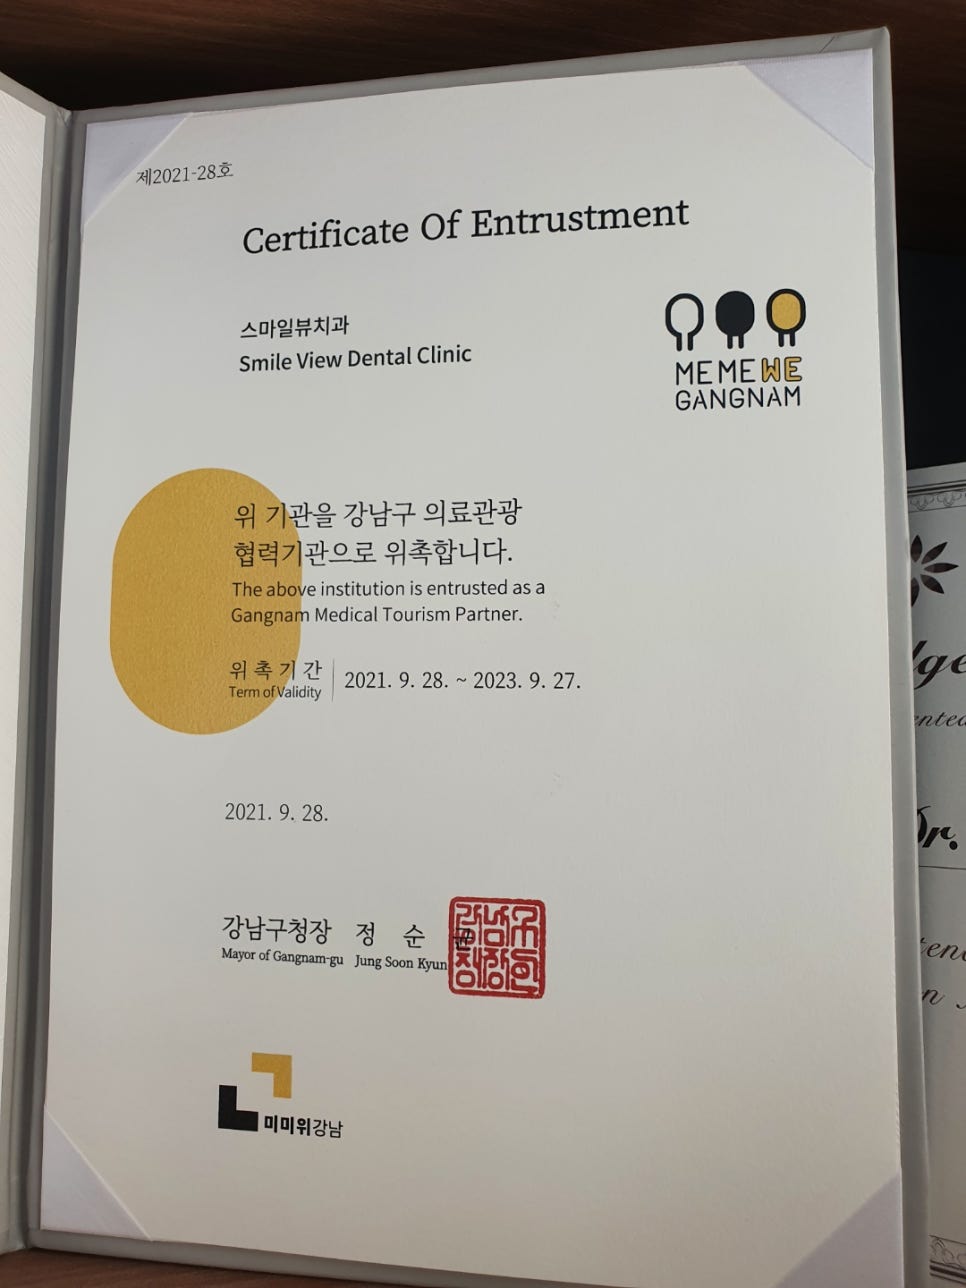 제2021-28호
Certificate Of Entrustment
스마일뷰치과
Smile View Dental Clinic
ME ME WE
GANGNAM
위 기관을 강남구 의료관광
협력기관으로 위촉합니다.
The above institution is entrusted as a
Gangnam Medical Tourism Partner.
위 촉 기 간
Term of Validity
2021. 9. 28. ~ 2023. 9. 27.
2021. 9. 28.
강남구청장 정 순 균
Mayor of Gangnam-gu Jung Soon Kyun
미미위강남
Dr.